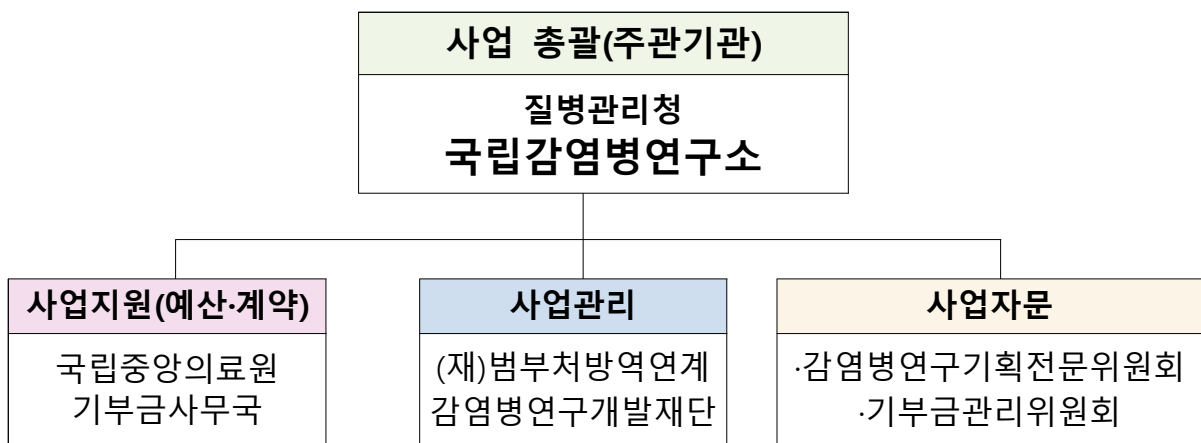 사업 총괄(주관기관)
질병관리청
국립감염병연구소
사업지원(예산·계약)
국립중앙의료원
기부금사무국
사업관리
(재)범부처방역연계
감염병연구개발재단
사업자문
·감염병연구기획전문위원회
·기부금관리위원회